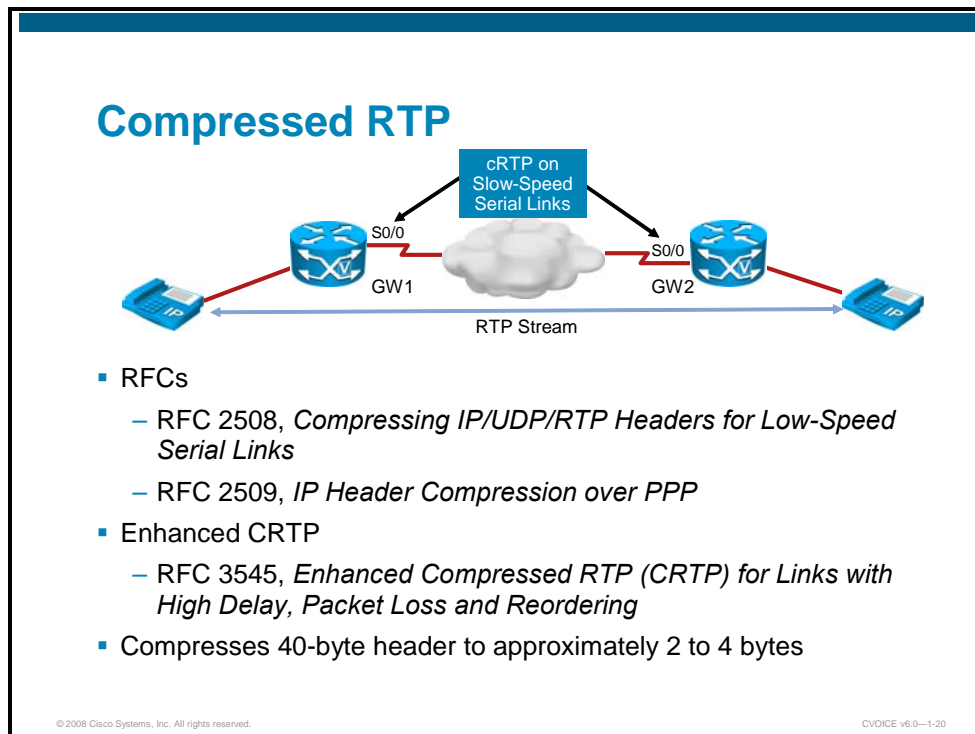 Compressed RTP
cRTP on
Slow-Speed
Serial Links
S0/0
S0/0
V
V
GW1
GW2
IP
IP
RTP Stream
▪ RFCs
– RFC 2508, Compressing IP/UDP/RTP Headers for Low-Speed
Serial Links
– RFC 2509, IP Header Compression over PPP
▪ Enhanced CRTP
– RFC 3545, Enhanced Compressed RTP (CRTP) for Links with
High Delay, Packet Loss and Reordering
▪ Compresses 40-byte header to approximately 2 to 4 bytes
© 2008 Cisco Systems, Inc. All rights reserved.
CVOICE v6.0—1-20